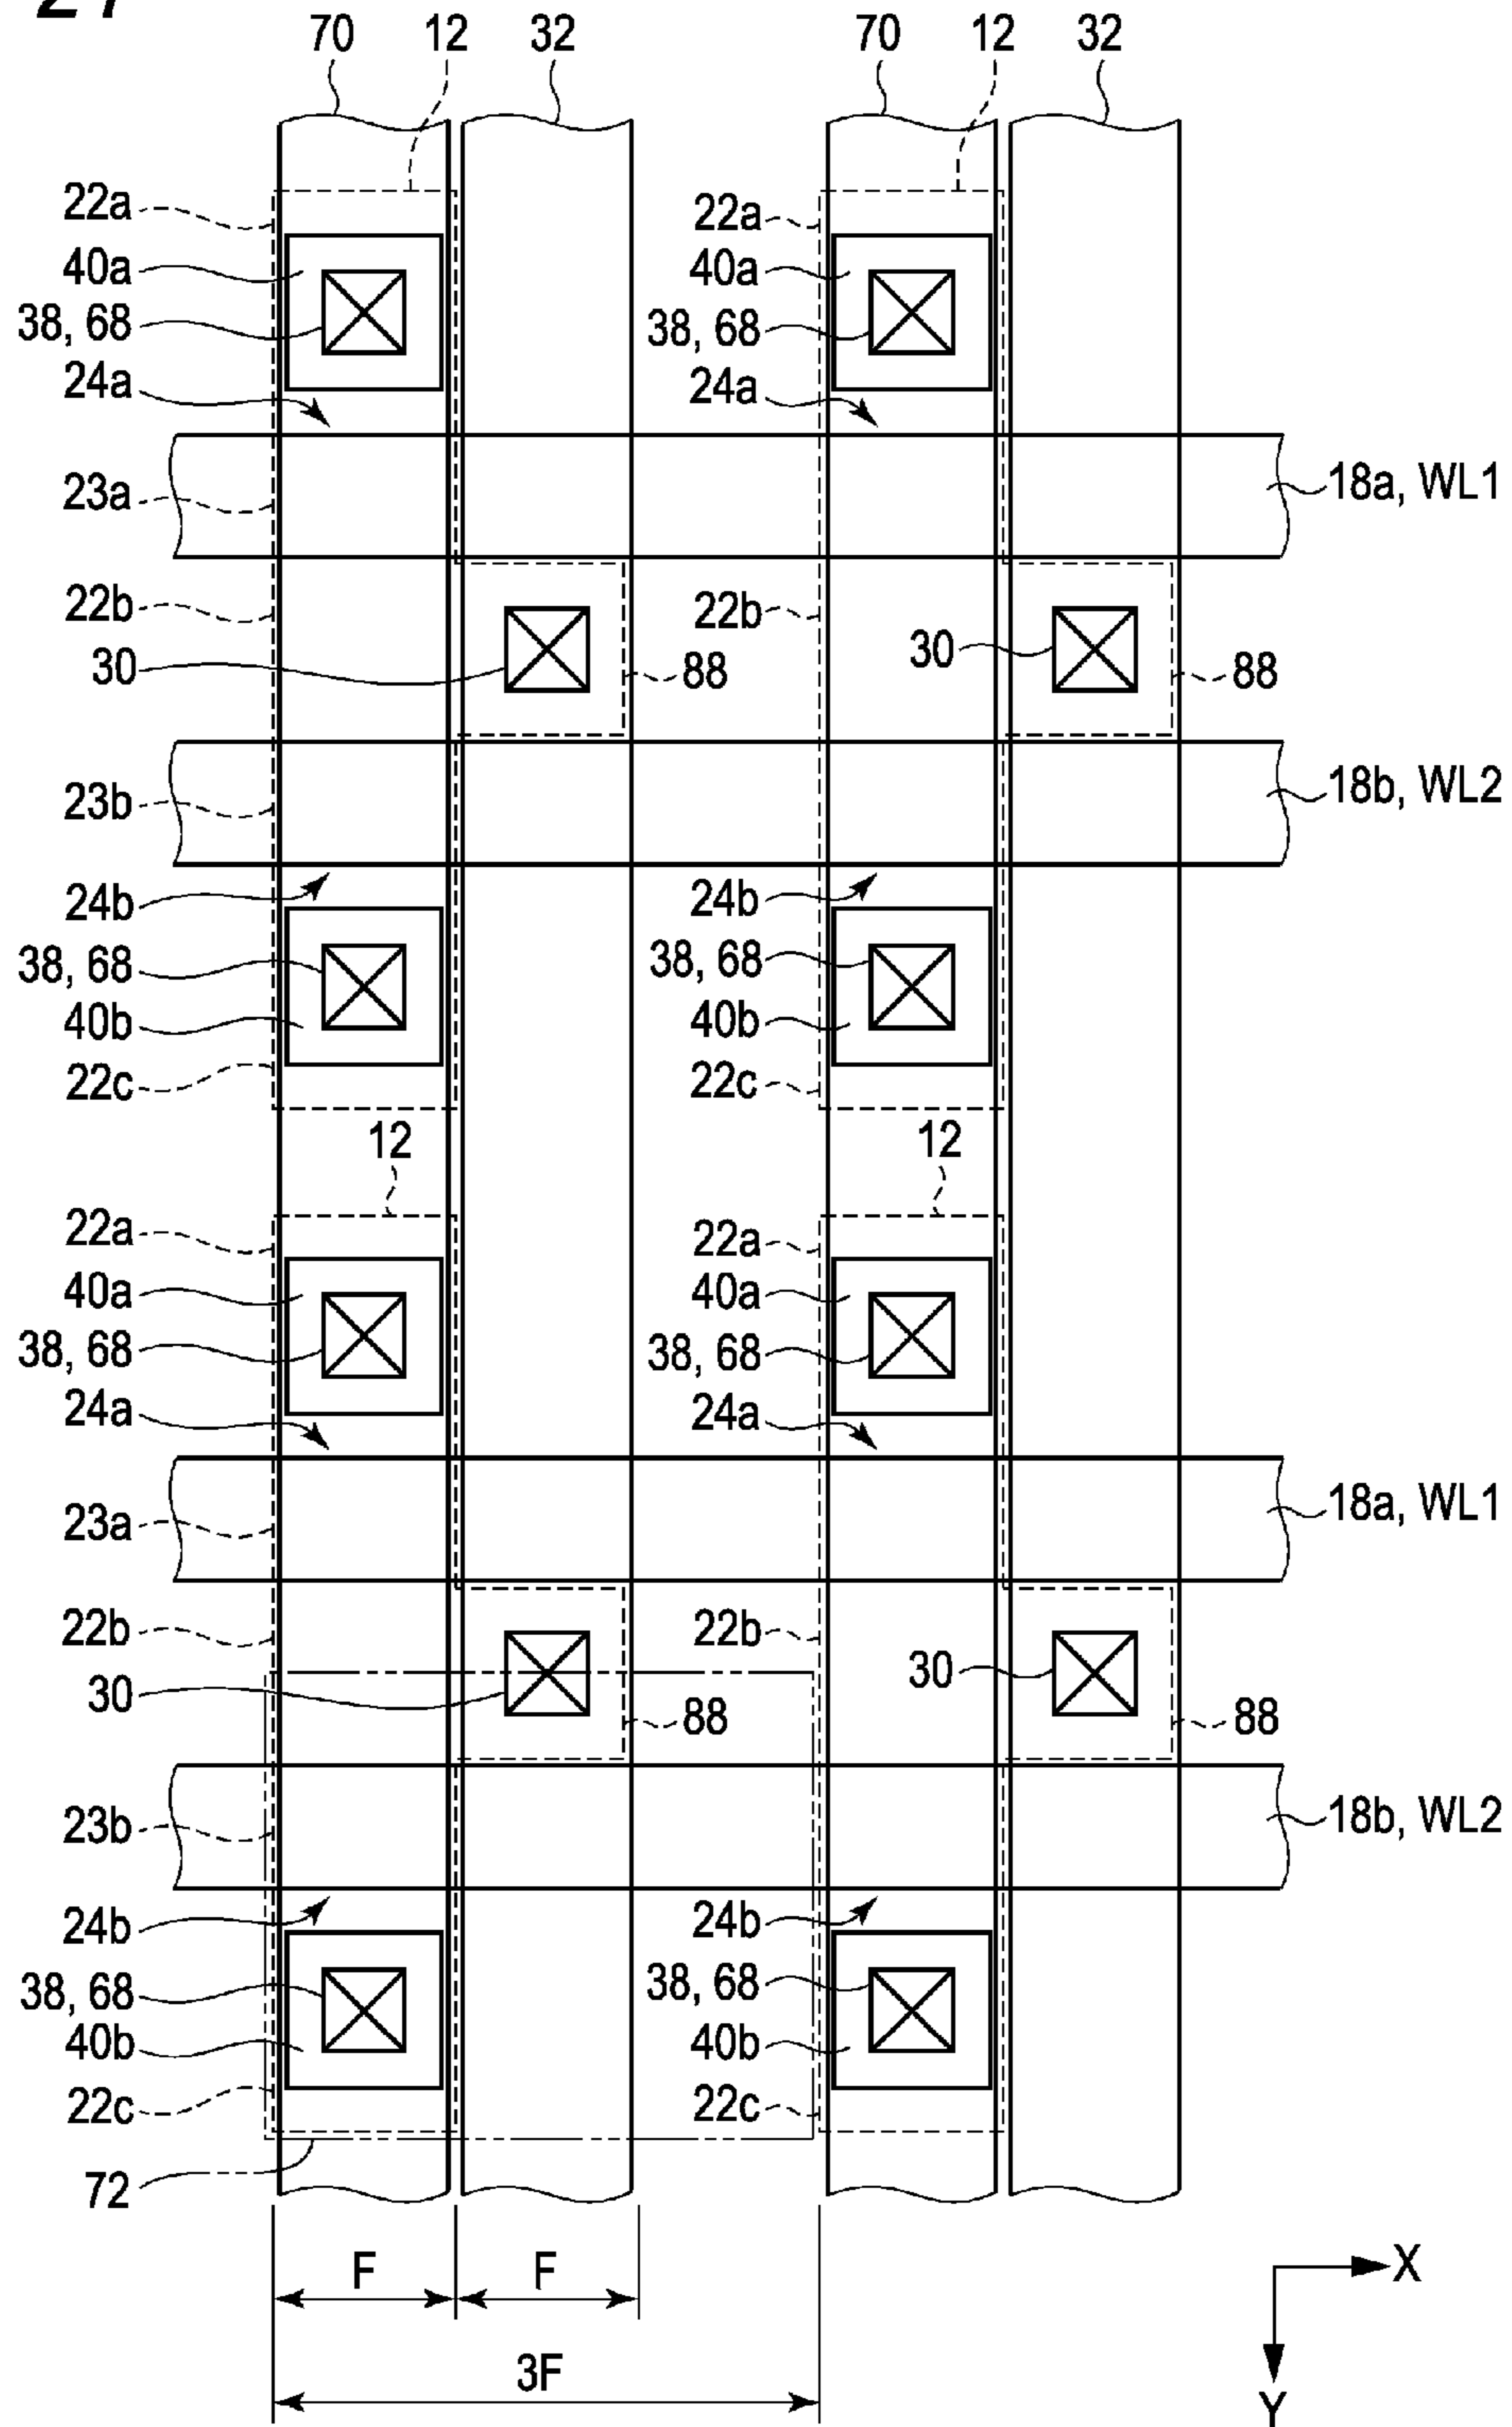 70 12 32 70 12 32
22a 22a
40a 40a
38, 68 38, 68
24a 24a
23a 18a, WL1
22b 22b
30 88 30 88
23b 18b, WL2
24b 24b
38, 68 38, 68
40b 40b
22c 22c
12 12
22a 22a
40a 40a
38, 68 38, 68
24a 24a
23a 18a, WL1
22b 22b
30 88 30 88
23b 18b, WL2
24b 24b
38, 68 38, 68
40b 40b
22c 22c
72
F F X
3F Y